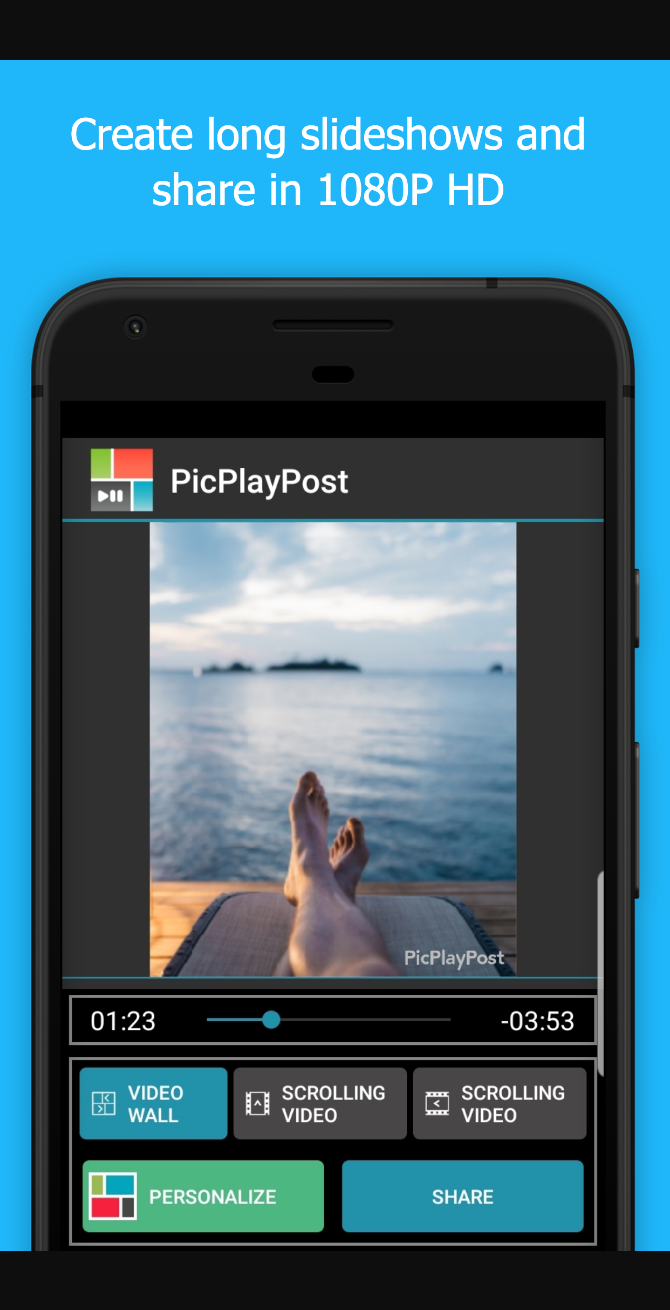 Create long slideshows and
share in 1080P HD
PicPlayPost
PicPlayPost
01:23
-03:53
VIDEO
WALL
SCROLLING
VIDEO
SCROLLING
VIDEO
PERSONALIZE
SHARE